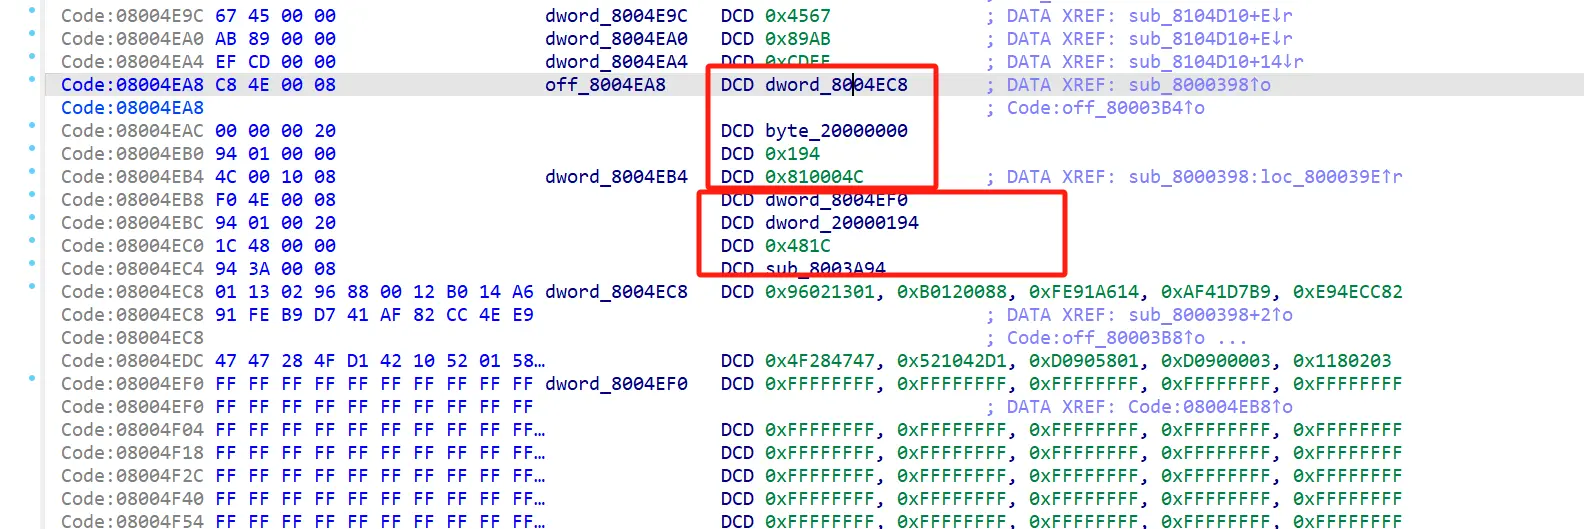 Code:08004E9C 67 45 00 00 dword_8004E9C DCD 0x4567 ; DATA XREF: sub_8104D10+E↓r
Code:08004EA0 AB 89 00 00 dword_8004EA0 DCD 0x89AB ; DATA XREF: sub_8104D10+E↓r
Code:08004EA4 EF CD 00 00 dword_8004EA4 DCD 0xCDEF ; DATA XREF: sub_8104D10+14↓r
Code:08004EA8 C8 4E 00 08 off_8004EA8 DCD dword_8004EC8 ; DATA XREF: sub_8000398↑o
Code:08004EA8 ; Code:off_80003B4↑o
Code:08004EAC 00 00 00 20 DCD byte_20000000
Code:08004EB0 94 01 00 00 DCD 0x194
Code:08004EB4 4C 00 10 08 dword_8004EB4 DCD 0x810004C ; DATA XREF: sub_8000398:loc_800039E↑r
Code:08004EB8 F0 4E 00 08 DCD dword_8004EF0
Code:08004EBC 94 01 00 20 DCD dword_20000194
Code:08004EC0 1C 48 00 00 DCD 0x481C
Code:08004EC4 94 3A 00 08 DCD sub_8003A94
Code:08004EC8 01 13 02 96 88 00 12 B0 14 A6 dword_8004EC8 DCD 0x96021301, 0xB0120088, 0xFE91A614, 0xAF41D7B9, 0xE94ECC82
Code:08004EC8 91 FE B9 D7 41 AF 82 CC 4E E9 ; DATA XREF: sub_8000398+2↑o
Code:08004EC8 ; Code:off_80003B8↑o ...
Code:08004EDC 47 47 28 4F D1 42 10 52 01 58… DCD 0x4F284747, 0x521042D1, 0xD0905801, 0xD0900003, 0x1180203
Code:08004EF0 FF FF FF FF FF FF FF FF FF FF dword_8004EF0 DCD 0xFFFFFFFF, 0xFFFFFFFF, 0xFFFFFFFF, 0xFFFFFFFF, 0xFFFFFFFF
Code:08004EF0 FF FF FF FF FF FF FF FF FF FF ; DATA XREF: Code:08004EB8↑o
Code:08004F04 FF FF FF FF FF FF FF FF FF FF… DCD 0xFFFFFFFF, 0xFFFFFFFF, 0xFFFFFFFF, 0xFFFFFFFF, 0xFFFFFFFF
Code:08004F18 FF FF FF FF FF FF FF FF FF FF… DCD 0xFFFFFFFF, 0xFFFFFFFF, 0xFFFFFFFF, 0xFFFFFFFF, 0xFFFFFFFF
Code:08004F2C FF FF FF FF FF FF FF FF FF FF… DCD 0xFFFFFFFF, 0xFFFFFFFF, 0xFFFFFFFF, 0xFFFFFFFF, 0xFFFFFFFF
Code:08004F40 FF FF FF FF FF FF FF FF FF FF… DCD 0xFFFFFFFF, 0xFFFFFFFF, 0xFFFFFFFF, 0xFFFFFFFF, 0xFFFFFFFF
Code:08004F54 FF FF FF FF FF FF FF FF FF FF… DCD 0xFFFFFFFF, 0xFFFFFFFF, 0xFFFFFFFF, 0xFFFFFFFF, 0xFFFFFFFF